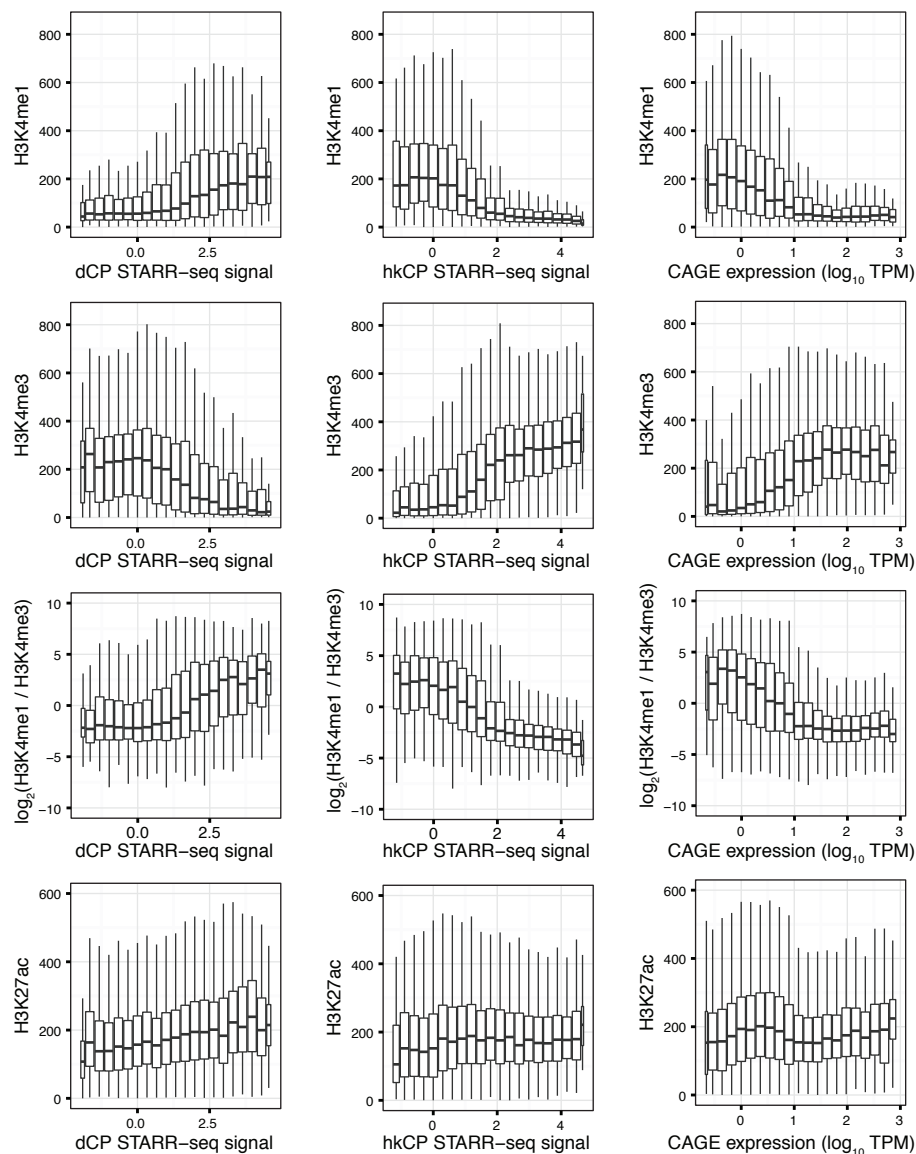 H3K4me1
800
600
400
200
0
0.0 2.5
dCP STARR−seq signal
H3K4me1
800
600
400
200
0
0 2 4
hkCP STARR−seq signal
H3K4me1
800
600
400
200
0
0 1 2 3
CAGE expression (log₁₀ TPM)
H3K4me3
800
600
400
200
0
0.0 2.5
dCP STARR−seq signal
H3K4me3
800
600
400
200
0
0 2 4
hkCP STARR−seq signal
H3K4me3
800
600
400
200
0
0 1 2 3
CAGE expression (log₁₀ TPM)
log₂(H3K4me1 / H3K4me3)
10
5
0
−5
−10
0.0 2.5
dCP STARR−seq signal
log₂(H3K4me1 / H3K4me3)
10
5
0
−5
−10
0 2 4
hkCP STARR−seq signal
log₂(H3K4me1 / H3K4me3)
10
5
0
−5
−10
0 1 2 3
CAGE expression (log₁₀ TPM)
H3K27ac
600
400
200
0
0.0 2.5
dCP STARR−seq signal
H3K27ac
600
400
200
0
0 2 4
hkCP STARR−seq signal
H3K27ac
600
400
200
0
0 1 2 3
CAGE expression (log₁₀ TPM)